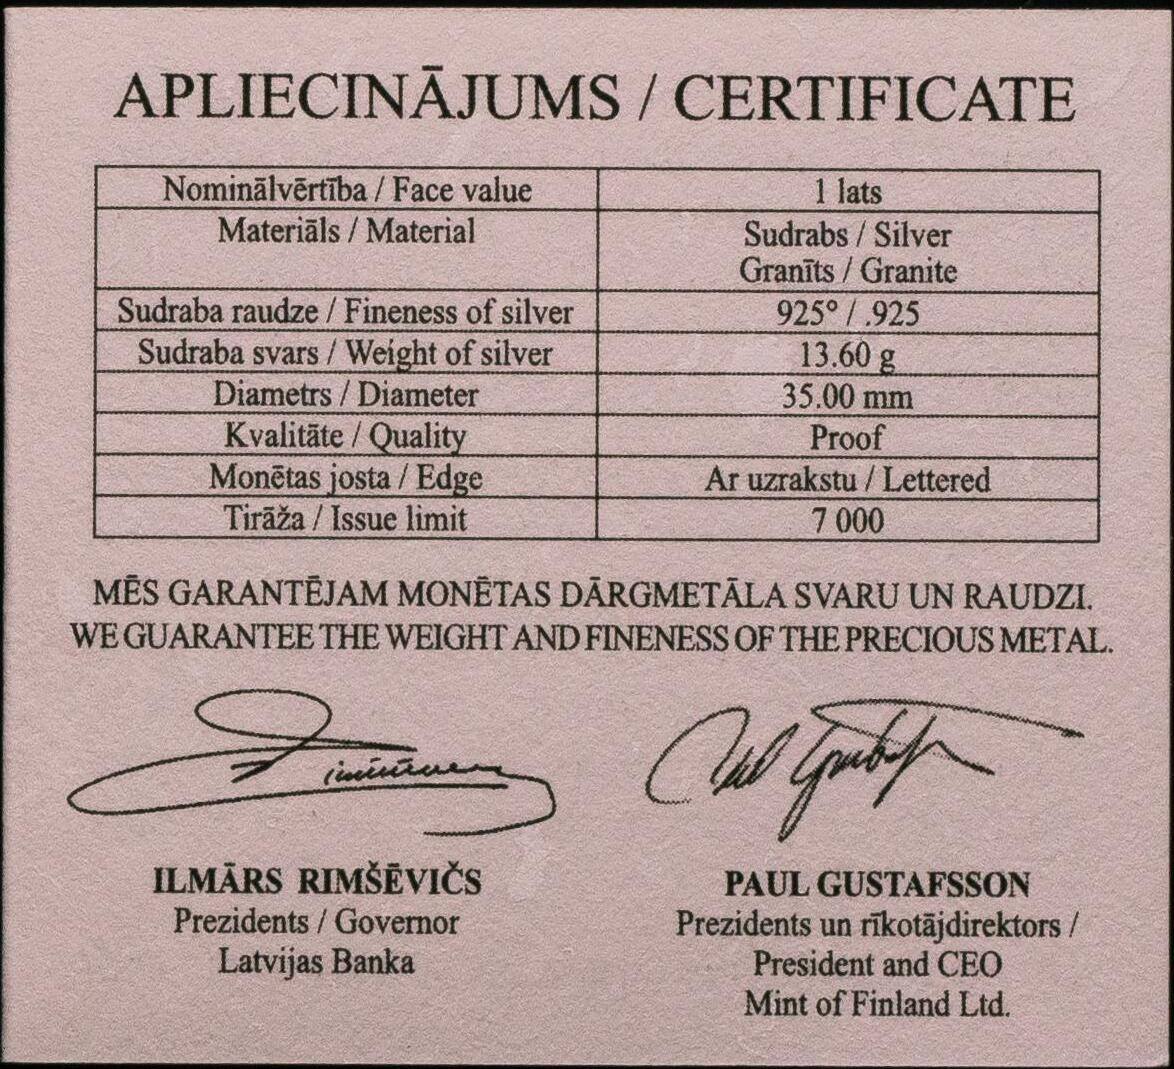 APLIECINĀJUMS / CERTIFICATE
Nominālvērtība / Face value 1 lats
Materiāls / Material Sudrabs / Silver
Granīts / Granite
Sudraba raudze / Fineness of silver 925° / .925
Sudraba svars / Weight of silver 13.60 g
Diametrs / Diameter 35.00 mm
Kvalitāte / Quality Proof
Monētas josta / Edge Ar uzrakstu / Lettered
Tirāža / Issue limit 7 000
MĒS GARANTĒJAM MONĒTAS DĀRGMETĀLA SVARU UN RAUDZI.
WE GUARANTEE THE WEIGHT AND FINENESS OF THE PRECIOUS METAL.
ILMĀRS RIMŠĒVIČS
Prezidents / Governor
Latvijas Banka
PAUL GUSTAFSSON
Prezidents un rīkotājdirektors /
President and CEO
Mint of Finland Ltd.